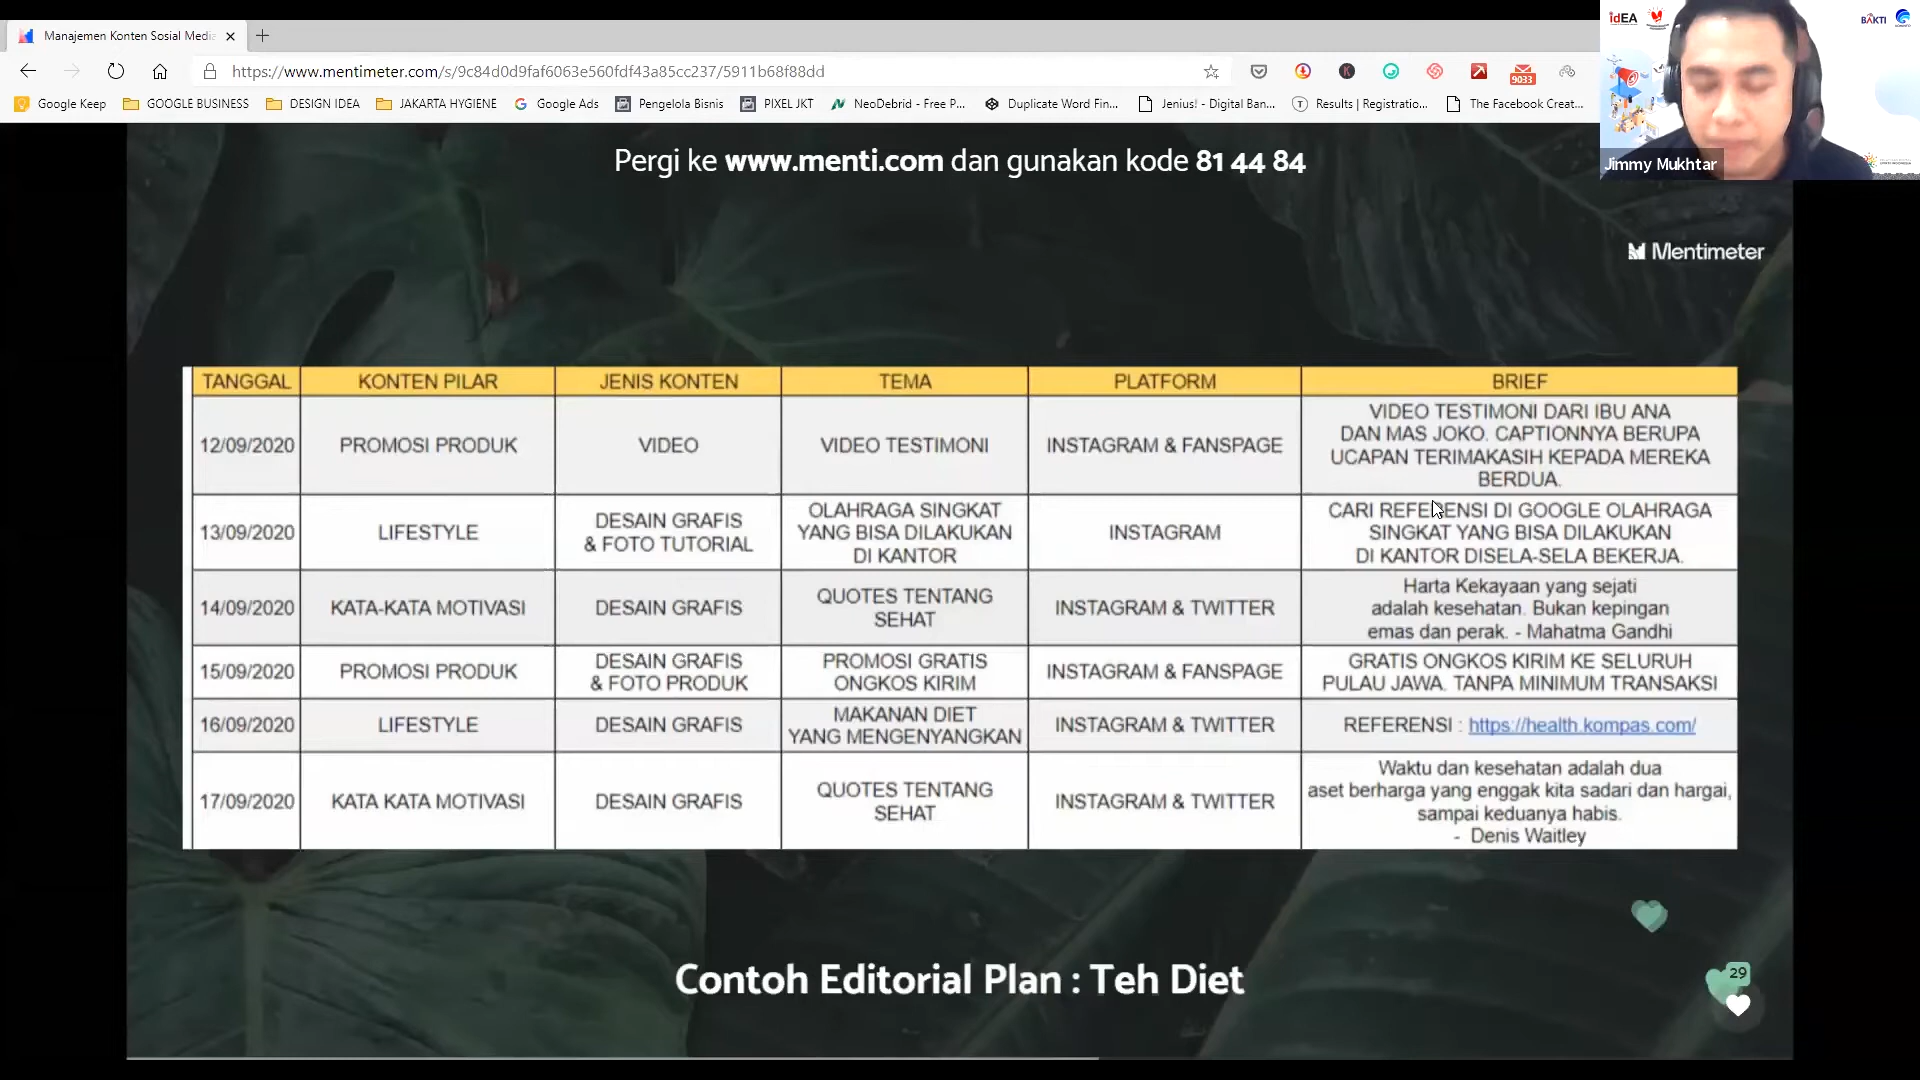 Manajemen Konten Sosial Media
https://www.mentimeter.com/s/9c84d0d9faf6063e560fdf43a85cc237/5911b68f88dd
9033
Google Keep
GOOGLE BUSINESS
DESIGN IDEA
JAKARTA HYGIENE
Google Ads
Pengelola Bisnis
PIXEL JKT
NeoDebrid - Free P...
Duplicate Word Fin...
Jenius! - Digital Ban...
Results | Registratio...
The Facebook Creat...
idEA
BAKTI
Jimmy Mukhtar
Pergi ke www.menti.com dan gunakan kode 81 44 84
Mentimeter
TANGGAL KONTEN PILAR JENIS KONTEN TEMA PLATFORM BRIEF
12/09/2020
PROMOSI PRODUK
VIDEO
VIDEO TESTIMONI
INSTAGRAM & FANSPAGE
VIDEO TESTIMONI DARI IBU ANA
DAN MAS JOKO. CAPTIONNYA BERUPA
UCAPAN TERIMAKASIH KEPADA MEREKA
BERDUA.
13/09/2020
LIFESTYLE
DESAIN GRAFIS
& FOTO TUTORIAL
OLAHRAGA SINGKAT
YANG BISA DILAKUKAN
DI KANTOR
INSTAGRAM
CARI REFERENSI DI GOOGLE OLAHRAGA
SINGKAT YANG BISA DILAKUKAN
DI KANTOR DISELA-SELA BEKERJA.
14/09/2020
KATA-KATA MOTIVASI
DESAIN GRAFIS
QUOTES TENTANG
SEHAT
INSTAGRAM & TWITTER
Harta Kekayaan yang sejati
adalah kesehatan. Bukan kepingan
emas dan perak. - Mahatma Gandhi
15/09/2020
PROMOSI PRODUK
DESAIN GRAFIS
& FOTO PRODUK
PROMOSI GRATIS
ONGKOS KIRIM
INSTAGRAM & FANSPAGE
GRATIS ONGKOS KIRIM KE SELURUH
PULAU JAWA. TANPA MINIMUM TRANSAKSI
16/09/2020
LIFESTYLE
DESAIN GRAFIS
MAKANAN DIET
YANG MENGENYANGKAN
INSTAGRAM & TWITTER
REFERENSI : https://health.kompas.com/
17/09/2020
KATA KATA MOTIVASI
DESAIN GRAFIS
QUOTES TENTANG
SEHAT
INSTAGRAM & TWITTER
Waktu dan kesehatan adalah dua
aset berharga yang enggak kita sadari dan hargai,
sampai keduanya habis.
- Denis Waitley
Contoh Editorial Plan : Teh Diet
29